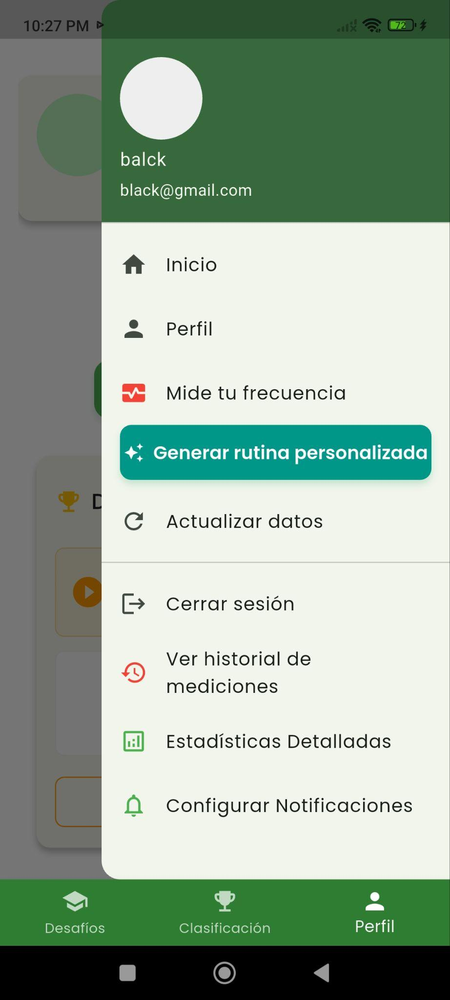 10:27 PM
72
balck
black@gmail.com
Inicio
Perfil
Mide tu frecuencia
Generar rutina personalizada
D
Actualizar datos
Cerrar sesión
Ver historial de
mediciones
Estadísticas Detalladas
Configurar Notificaciones
Desafíos
Clasificación
Perfil